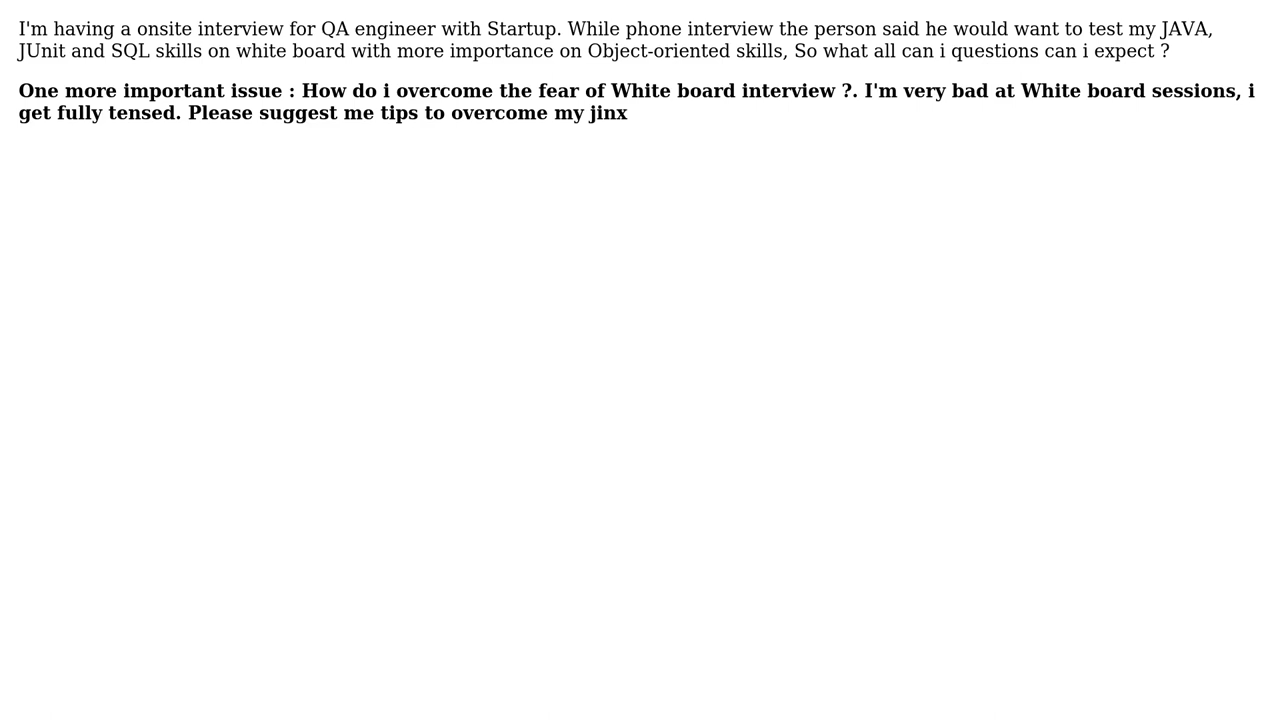 I'm having a onsite interview for QA engineer with Startup. While phone interview the person said he would want to test my JAVA,
JUnit and SQL skills on white board with more importance on Object-oriented skills, So what all can i questions can i expect ?
One more important issue : How do i overcome the fear of White board interview ?. I'm very bad at White board sessions, i
get fully tensed. Please suggest me tips to overcome my jinx